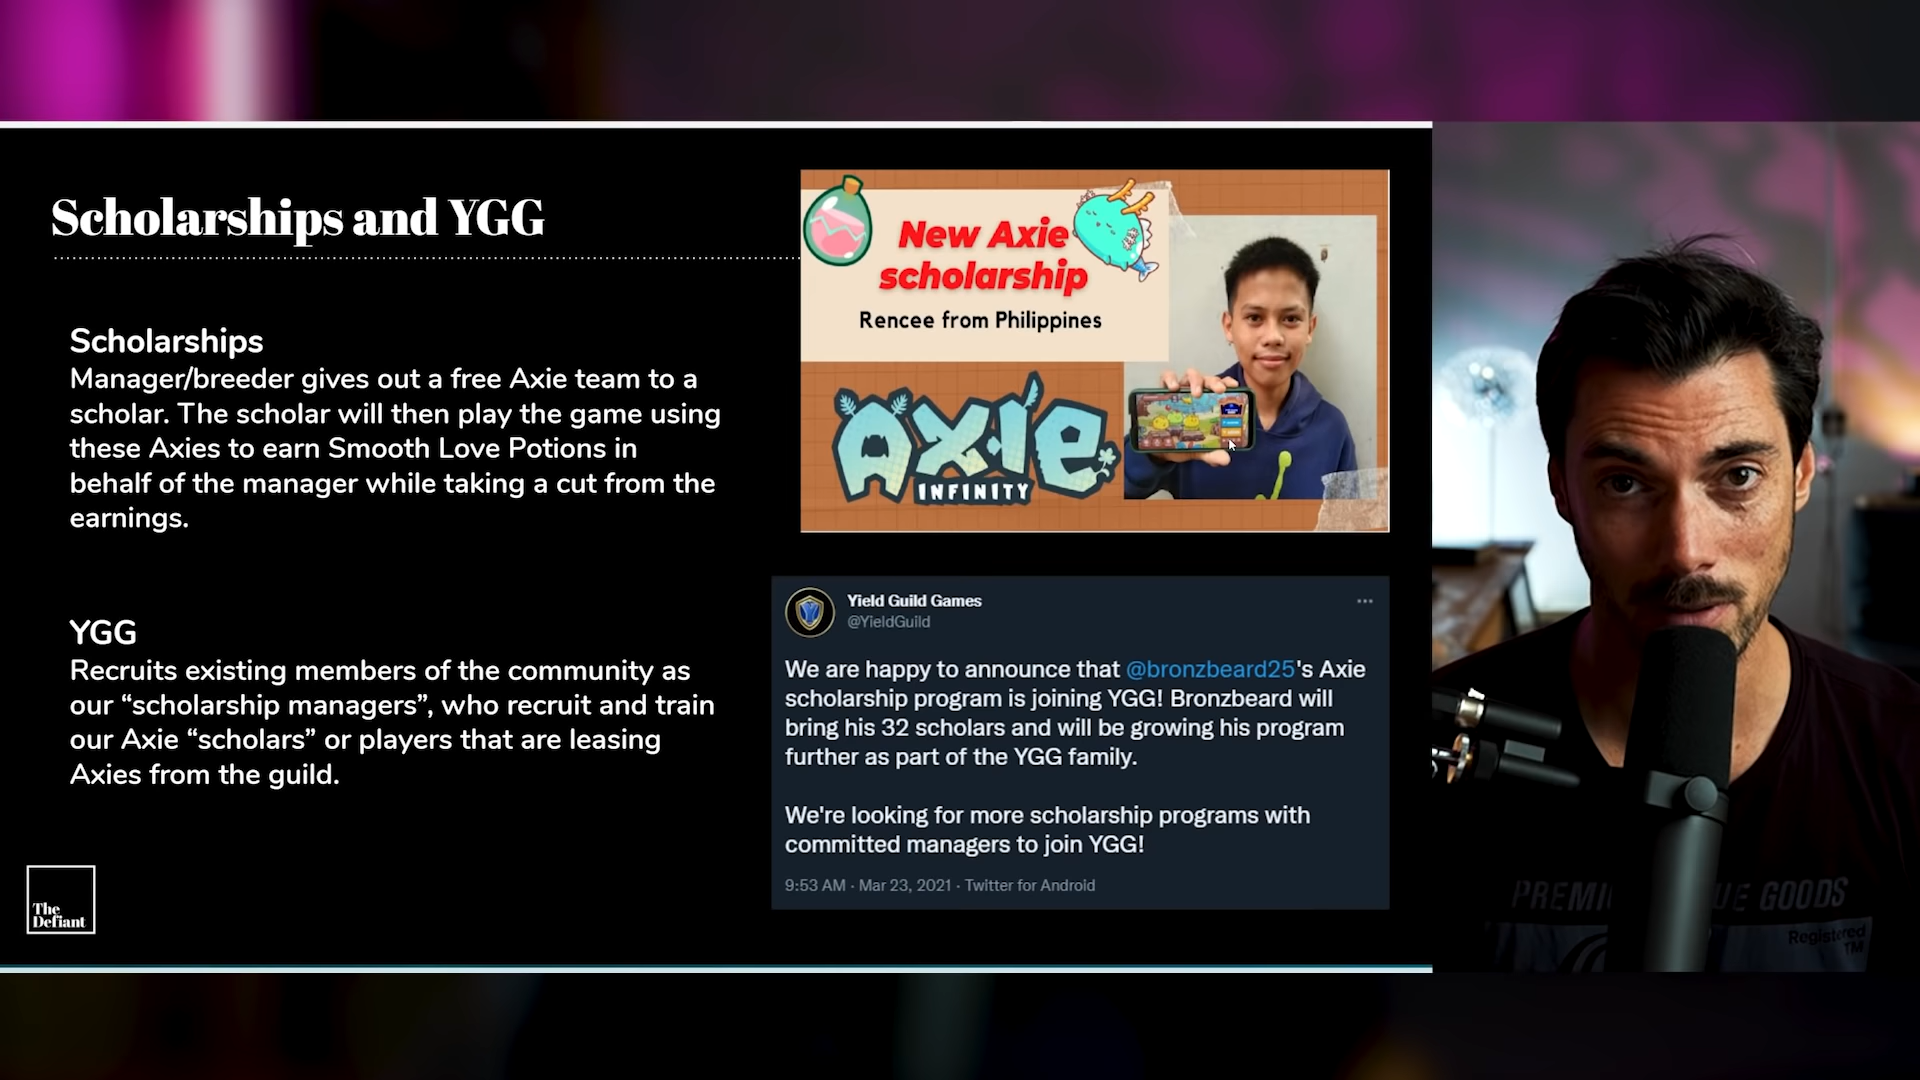 Scholarships and YGG
Scholarships
Manager/breeder gives out a free Axie team to a
scholar. The scholar will then play the game using
these Axies to earn Smooth Love Potions in
behalf of the manager while taking a cut from the
earnings.
YGG
Recruits existing members of the community as
our “scholarship managers”, who recruit and train
our Axie “scholars” or players that are leasing
Axies from the guild.
The
Defiant
New Axie
scholarship
Rencee from Philippines
AXIE
INFINITY
Yield Guild Games
@YieldGuild
We are happy to announce that @bronzbeard25's Axie
scholarship program is joining YGG! Bronzbeard will
bring his 32 scholars and will be growing his program
further as part of the YGG family.
We're looking for more scholarship programs with
committed managers to join YGG!
9:53 AM · Mar 23, 2021 · Twitter for Android
GOODS
Registered
TM